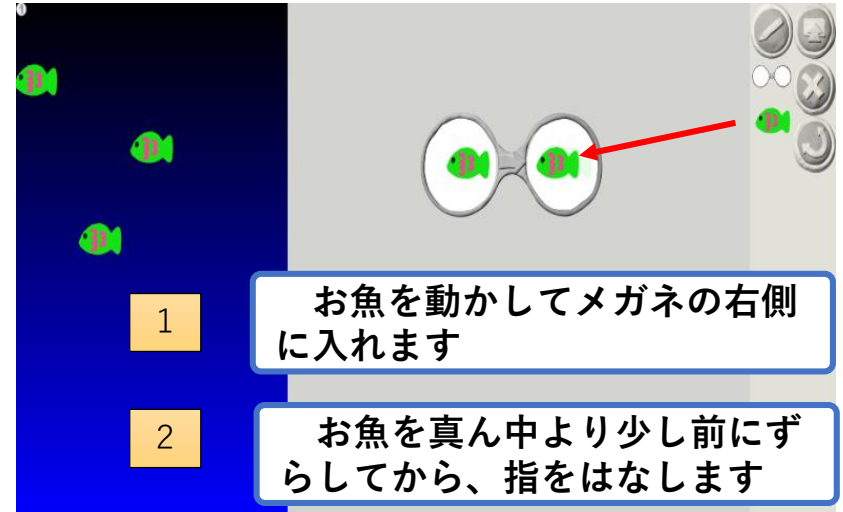 1
お魚を動かしてメガネの右側
に入れます
2
お魚を真ん中より少し前にず
らしてから、指をはなします